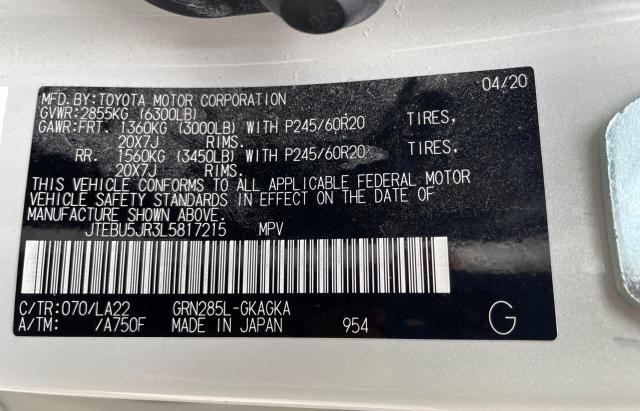 MFD.BY:TOYOTA MOTOR CORPORATION 04/20
GVWR:2855KG (6300LB)
GAWR:FRT. 1360KG (3000LB) WITH P245/60R20 TIRES,
20X7J RIMS.
RR. 1560KG (3450LB) WITH P245/60R20 TIRES,
20X7J RIMS.
THIS VEHICLE CONFORMS TO ALL APPLICABLE FEDERAL MOTOR
VEHICLE SAFETY STANDARDS IN EFFECT ON THE DATE OF
MANUFACTURE SHOWN ABOVE.
JTEBU5JR3L5817215 MPV
C/TR:070/LA22 GRN285L-GKAGKA
A/TM: /A750F MADE IN JAPAN 954 G